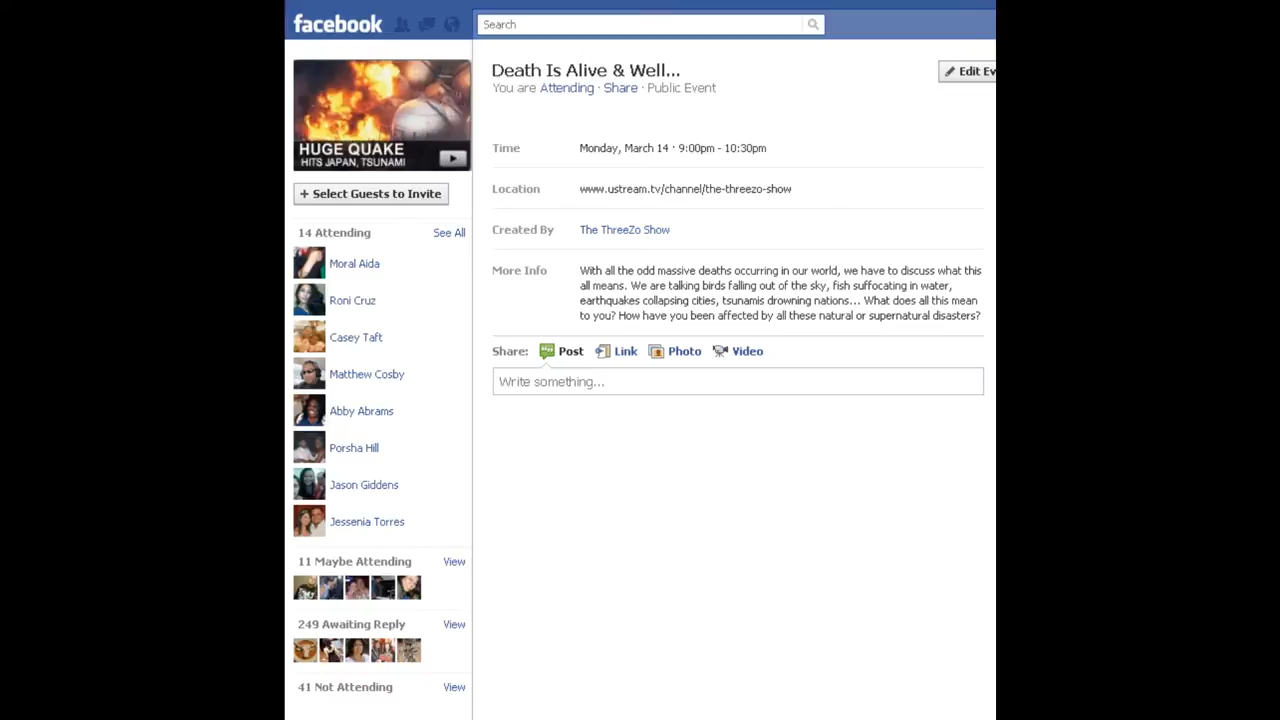 facebook
Search
HUGE QUAKE
HITS JAPAN, TSUNAMI
+ Select Guests to Invite
14 Attending See All
Moral Aida
Roni Cruz
Casey Taft
Matthew Cosby
Abby Abrams
Porsha Hill
Jason Giddens
Jessenia Torres
11 Maybe Attending View
249 Awaiting Reply View
41 Not Attending View
Death Is Alive & Well...
You are Attending · Share · Public Event
Edit Ev
Time Monday, March 14 · 9:00pm - 10:30pm
Location www.ustream.tv/channel/the-threezo-show
Created By The ThreeZo Show
More Info With all the odd massive deaths occurring in our world, we have to discuss what this
all means. We are talking birds falling out of the sky, fish suffocating in water,
earthquakes collapsing cities, tsunamis drowning nations... What does all this mean
to you? How have you been affected by all these natural or supernatural disasters?
Share: Post Link Photo Video
Write something...